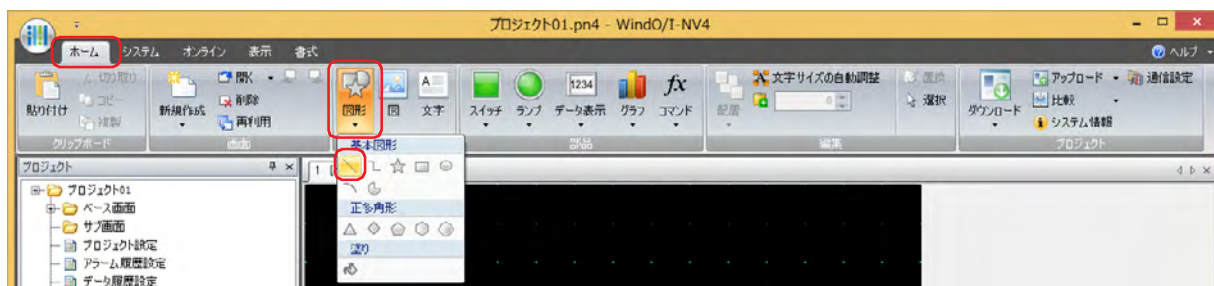 プロジェクト01.pn4 - WindO/I-NV4
ホーム システム オンライン 表示 書式 ヘルプ
切り取り 開く 文字サイズの自動調整 置換 アップロード 通信設定
コピー 削除 0 選択 比較
貼り付け 複製 新規作成 再利用 図形 図 文字 スイッチ ランプ データ表示 グラフ コマンド 配置 ダウンロード システム情報
1234
fx
A
クリップボード 画面 部品 編集 プロジェクト
プロジェクト
1
プロジェクト01
ベース画面
サブ画面
プロジェクト設定
アラーム履歴設定
データ履歴設定
基本図形
正多角形
塗り